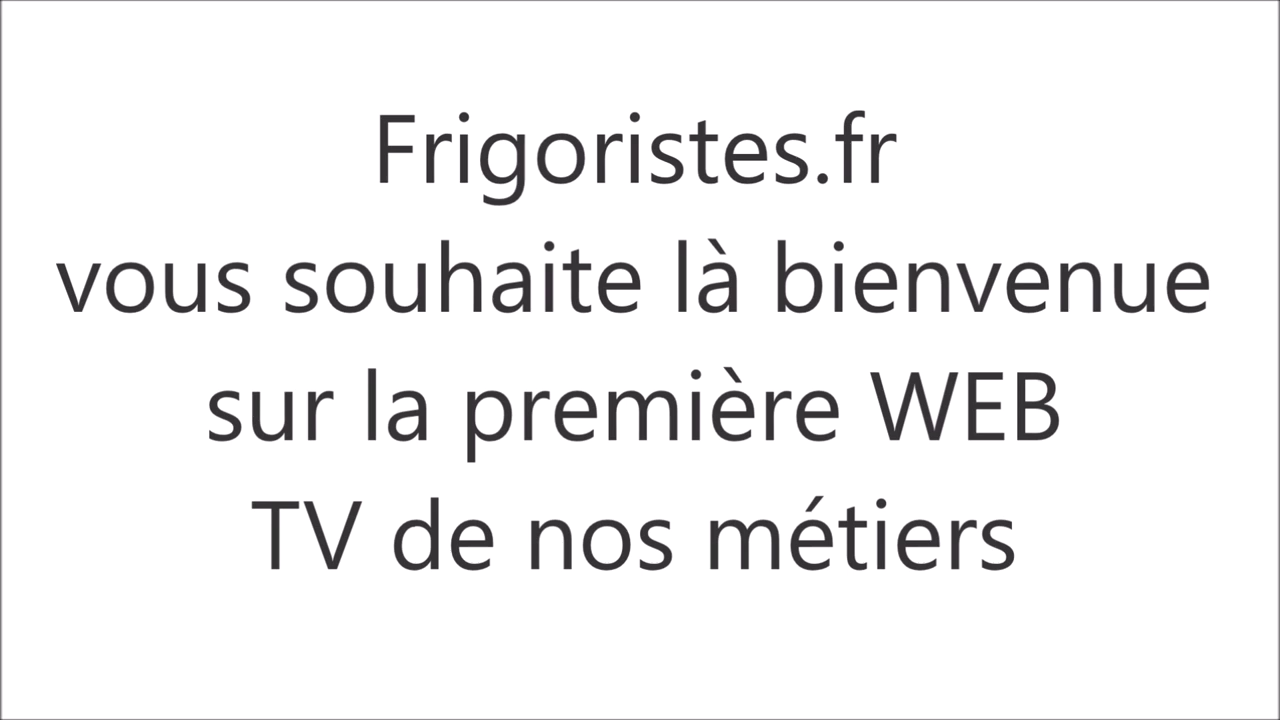 Frigoristes.fr
vous souhaite là bienvenue
sur la première WEB
TV de nos métiers